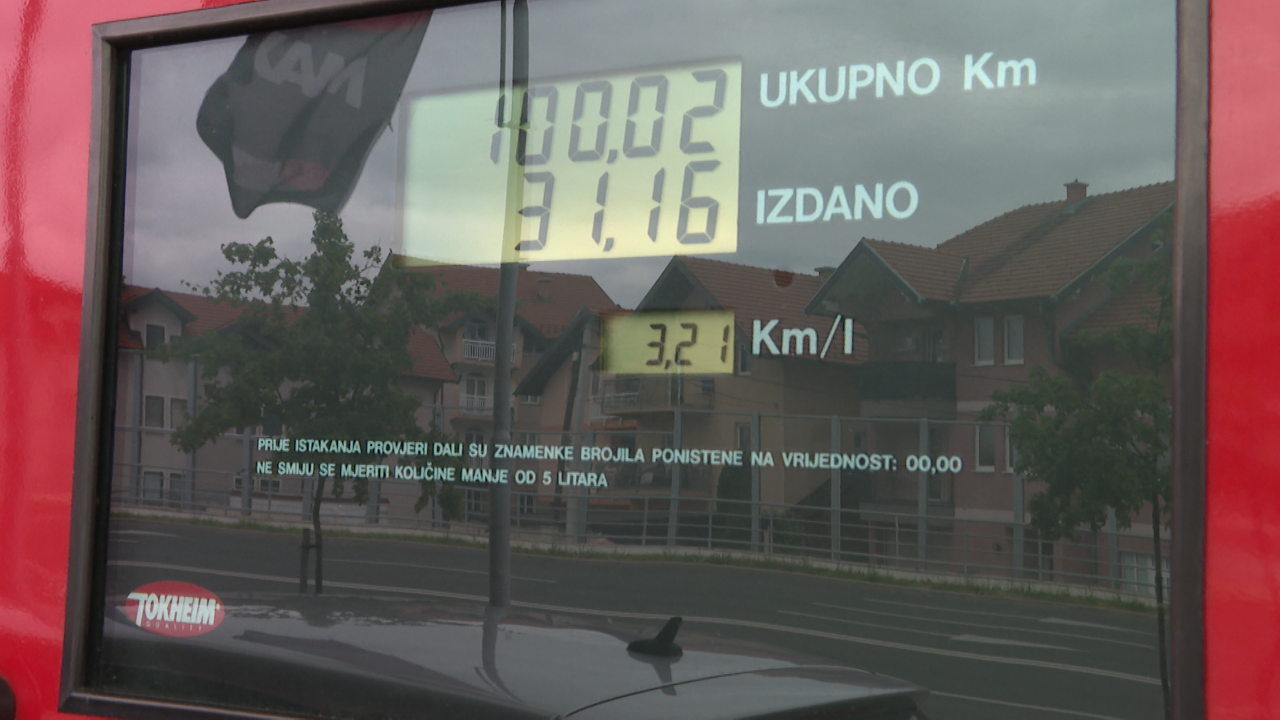 100,02 UKUPNO Km
31,16 IZDANO
3,21 Km/l
PRIJE ISTAKANJA PROVJERI DALI SU ZNAMENKE BROJILA PONISTENE NA VRIJEDNOST: 00,00
NE SMIJU SE MJERITI KOLIČINE MANJE OD 5 LITARA
TOKHEIM